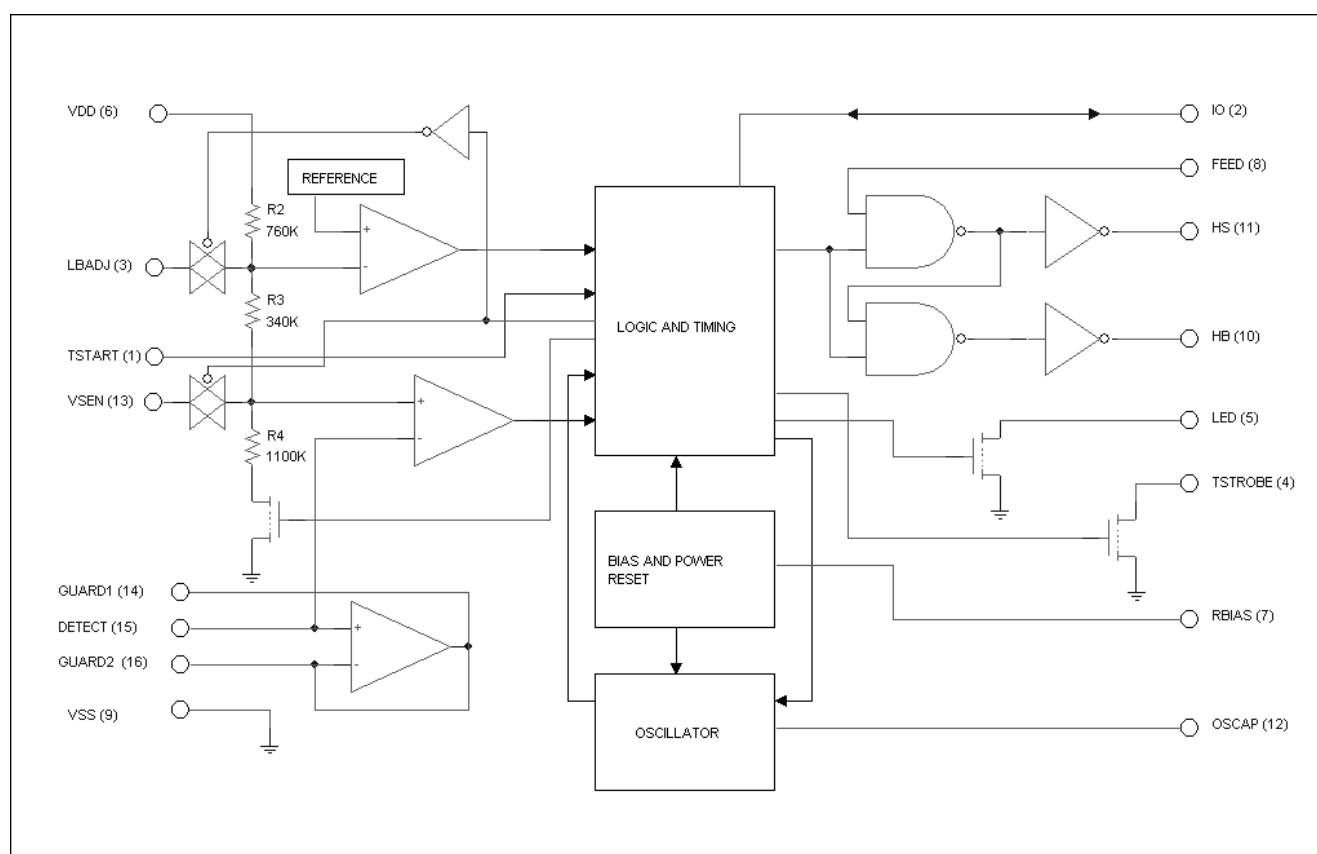 VDD (6)
IO (2)
FEED (8)
REFERENCE
R2
760K
+
-
HS (11)
LBADJ (3)
R3
340K
LOGIC AND TIMING
TSTART (1)
HB (10)
VSEN (13)
+
-
R4
1100K
LED (5)
TSTROBE (4)
BIAS AND POWER
RESET
GUARD1 (14)
DETECT (15)
GUARD2 (16)
+
-
RBIAS (7)
VSS (9)
OSCILLATOR
OSCAP (12)